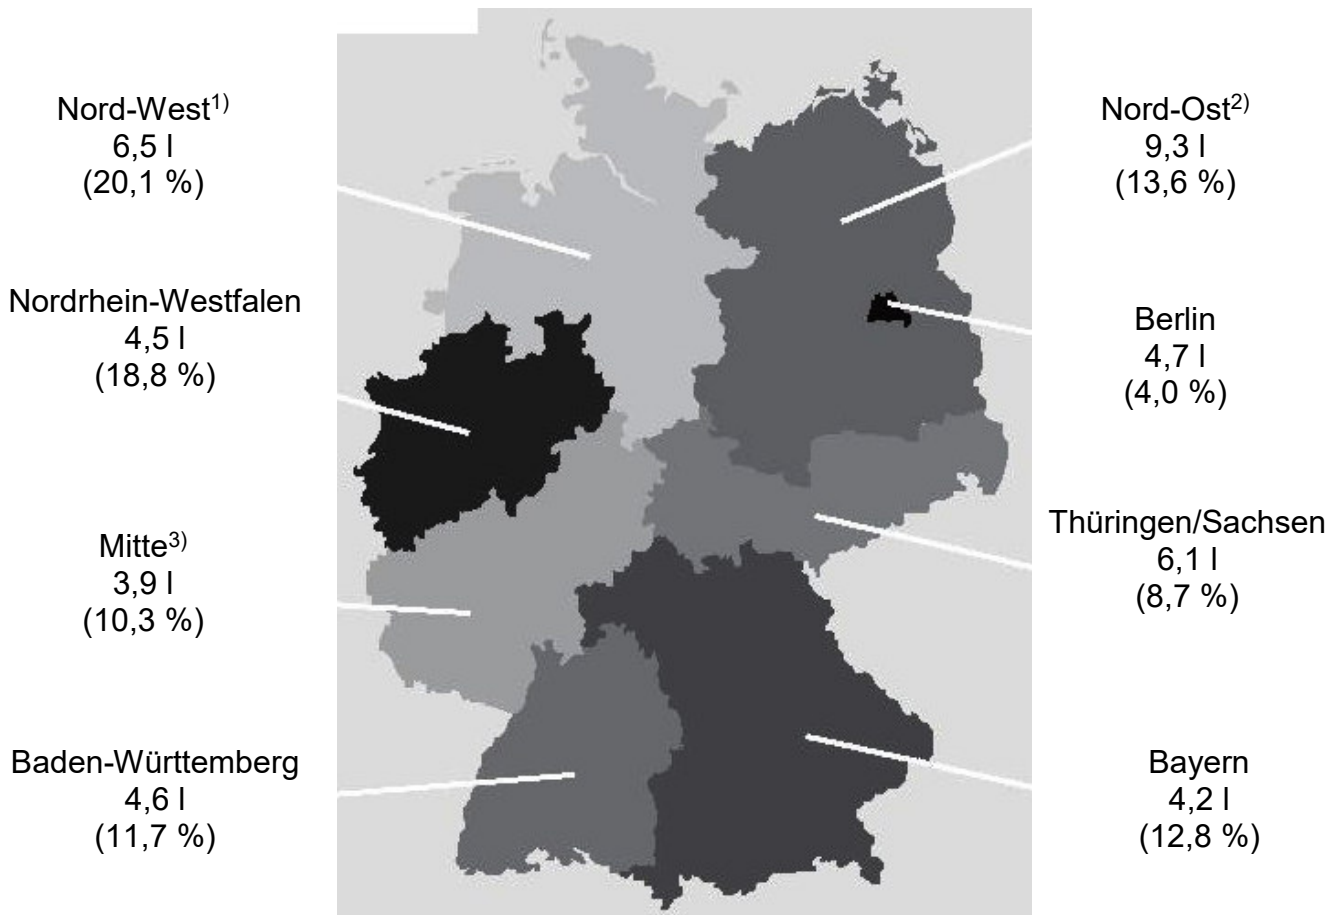 Nord-West1)
6,5 l
(20,1 %)
Nordrhein-Westfalen
4,5 l
(18,8 %)
Mitte3)
3,9 l
(10,3 %)
Baden-Württemberg
4,6 l
(11,7 %)
Nord-Ost2)
9,3 l
(13,6 %)
Berlin
4,7 l
(4,0 %)
Thüringen/Sachsen
6,1 l
(8,7 %)
Bayern
4,2 l
(12,8 %)